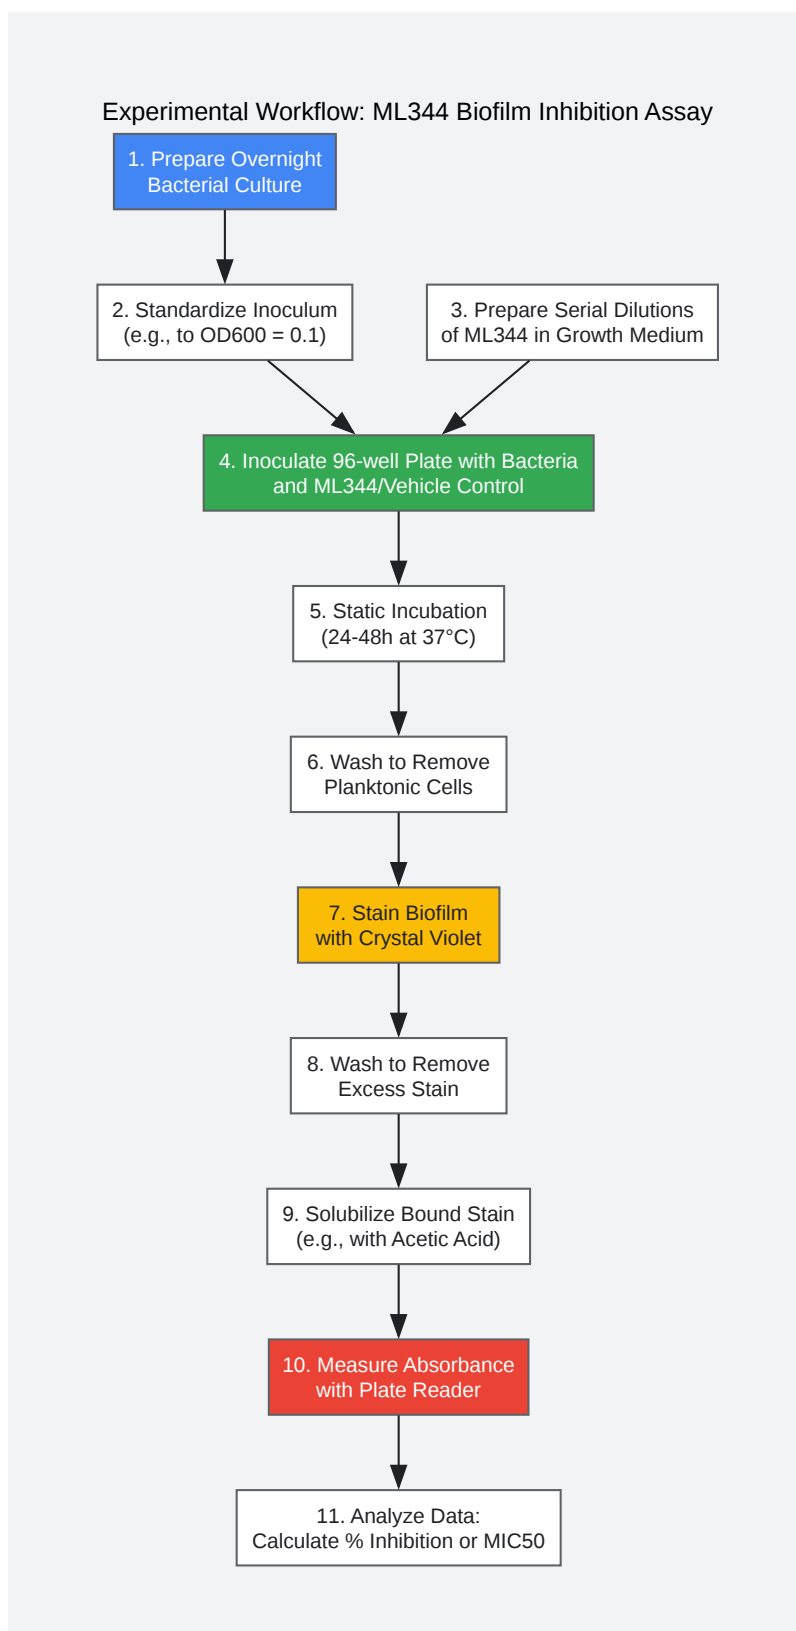 Experimental Workflow: ML344 Biofilm Inhibition Assay
1. Prepare Overnight
Bacterial Culture
2. Standardize Inoculum
(e.g., to OD600 = 0.1)
3. Prepare Serial Dilutions
of ML344 in Growth Medium
4. Inoculate 96-well Plate with Bacteria
and ML344/Vehicle Control
5. Static Incubation
(24-48h at 37°C)
6. Wash to Remove
Planktonic Cells
7. Stain Biofilm
with Crystal Violet
8. Wash to Remove
Excess Stain
9. Solubilize Bound Stain
(e.g., with Acetic Acid)
10. Measure Absorbance
with Plate Reader
11. Analyze Data:
Calculate % Inhibition or MIC50